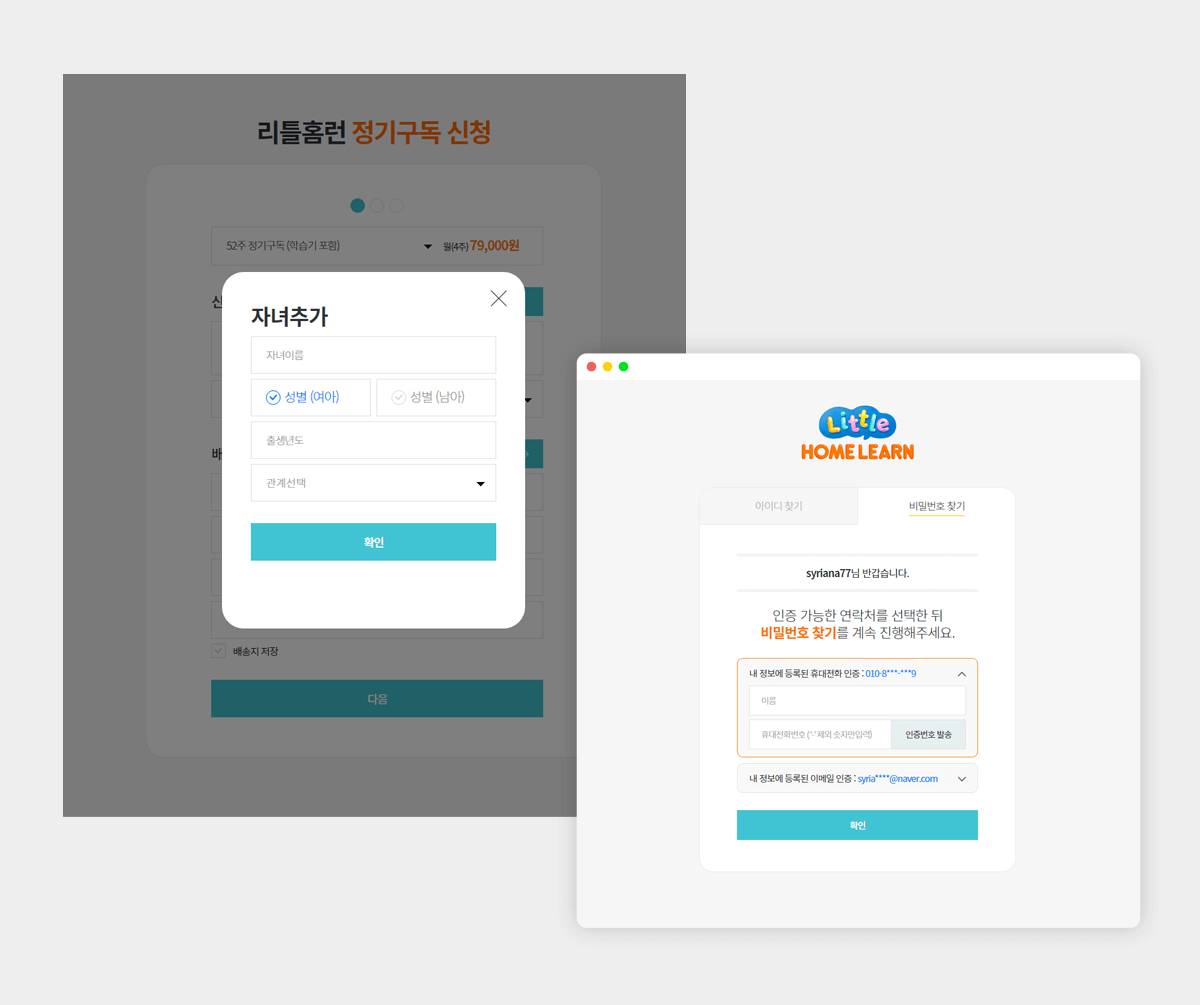 리틀홈런 정기구독 신청
52주 정기구독 (학습기 포함)
월(4주) 79,000원
신
자녀추가
자녀이름
성별 (여아)
성별 (남아)
출생년도
관계선택
확인
배
배송지 저장
다음
Little
HOME LEARN
아이디 찾기
비밀번호 찾기
syriana77님 반갑습니다.
인증 가능한 연락처를 선택한 뒤
비밀번호 찾기를 계속 진행해주세요.
내 정보에 등록된 휴대전화 인증 : 010-8***-***9
이름
휴대전화번호 ('-' 제외 숫자만입력)
인증번호 발송
내 정보에 등록된 이메일 인증 : syria****@naver.com
확인